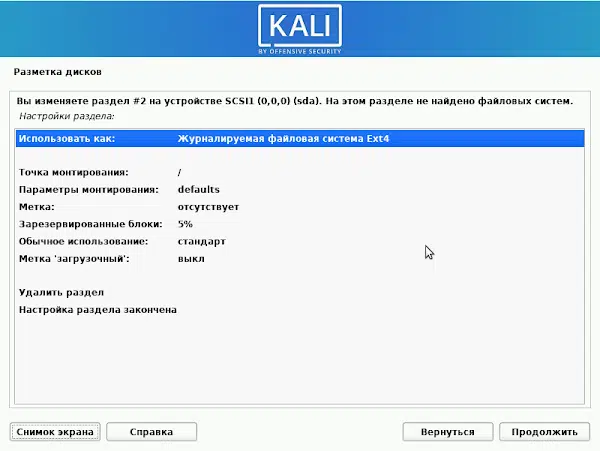 KALI
BY OFFENSIVE SECURITY
Разметка дисков
Вы изменяете раздел #2 на устройстве SCSI1 (0,0,0) (sda). На этом разделе не найдено файловых систем.
Настройки раздела:
Использовать как: Журналируемая файловая система Ext4
Точка монтирования: /
Параметры монтирования: defaults
Метка: отсутствует
Зарезервированные блоки: 5%
Обычное использование: стандарт
Метка 'загрузочный': выкл
Удалить раздел
Настройка раздела закончена
Снимок экрана Справка Вернуться Продолжить